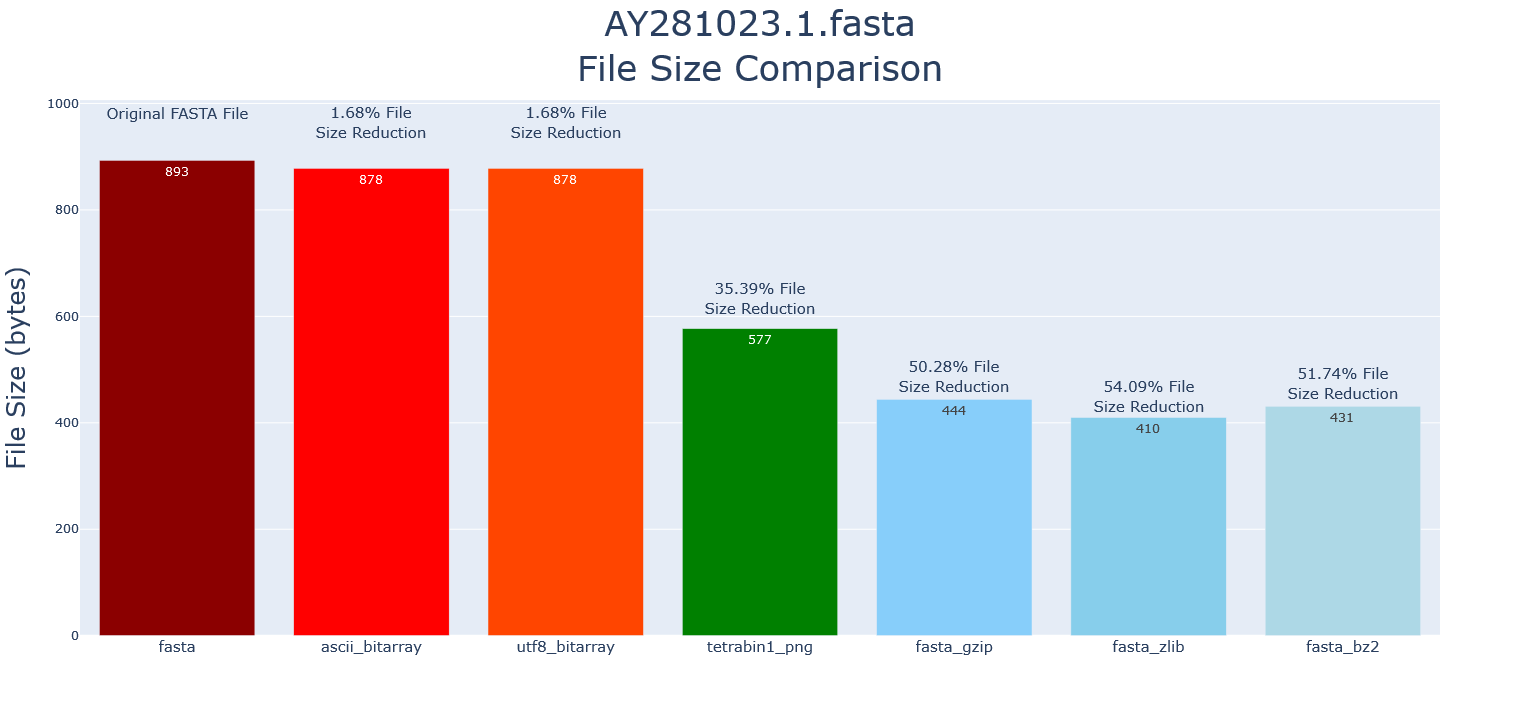 AY281023.1.fasta
File Size Comparison
File Size (bytes)
1000
800
600
400
200
0
Original FASTA File
893
fasta
1.68% File
Size Reduction
878
ascii_bitarray
1.68% File
Size Reduction
878
utf8_bitarray
35.39% File
Size Reduction
577
tetrabin1_png
50.28% File
Size Reduction
444
fasta_gzip
54.09% File
Size Reduction
410
fasta_zlib
51.74% File
Size Reduction
431
fasta_bz2